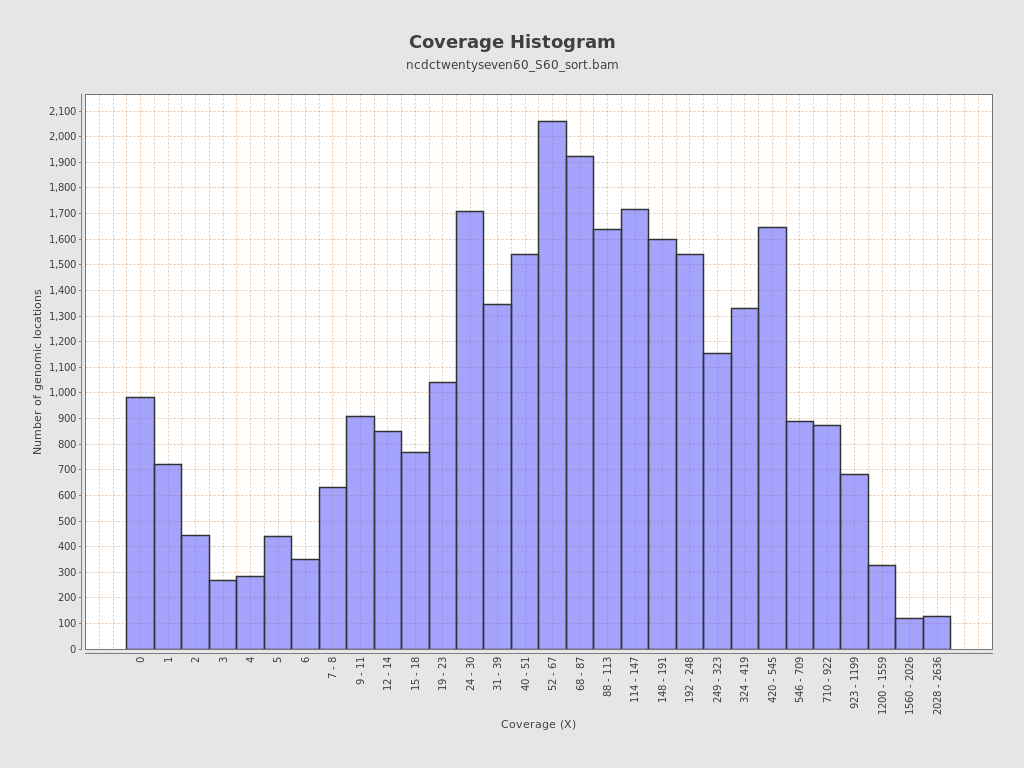 Coverage Histogram
ncdctwentyseven60_S60_sort.bam
Number of genomic locations
2,100
2,000
1,900
1,800
1,700
1,600
1,500
1,400
1,300
1,200
1,100
1,000
900
800
700
600
500
400
300
200
100
0
0
1
2
3
4
5
6
7 - 8
9 - 11
12 - 14
15 - 18
19 - 23
24 - 30
31 - 39
40 - 51
52 - 67
68 - 87
88 - 113
114 - 147
148 - 191
192 - 248
249 - 323
324 - 419
420 - 545
546 - 709
710 - 922
923 - 1199
1200 - 1559
1560 - 2026
2028 - 2636
Coverage (X)